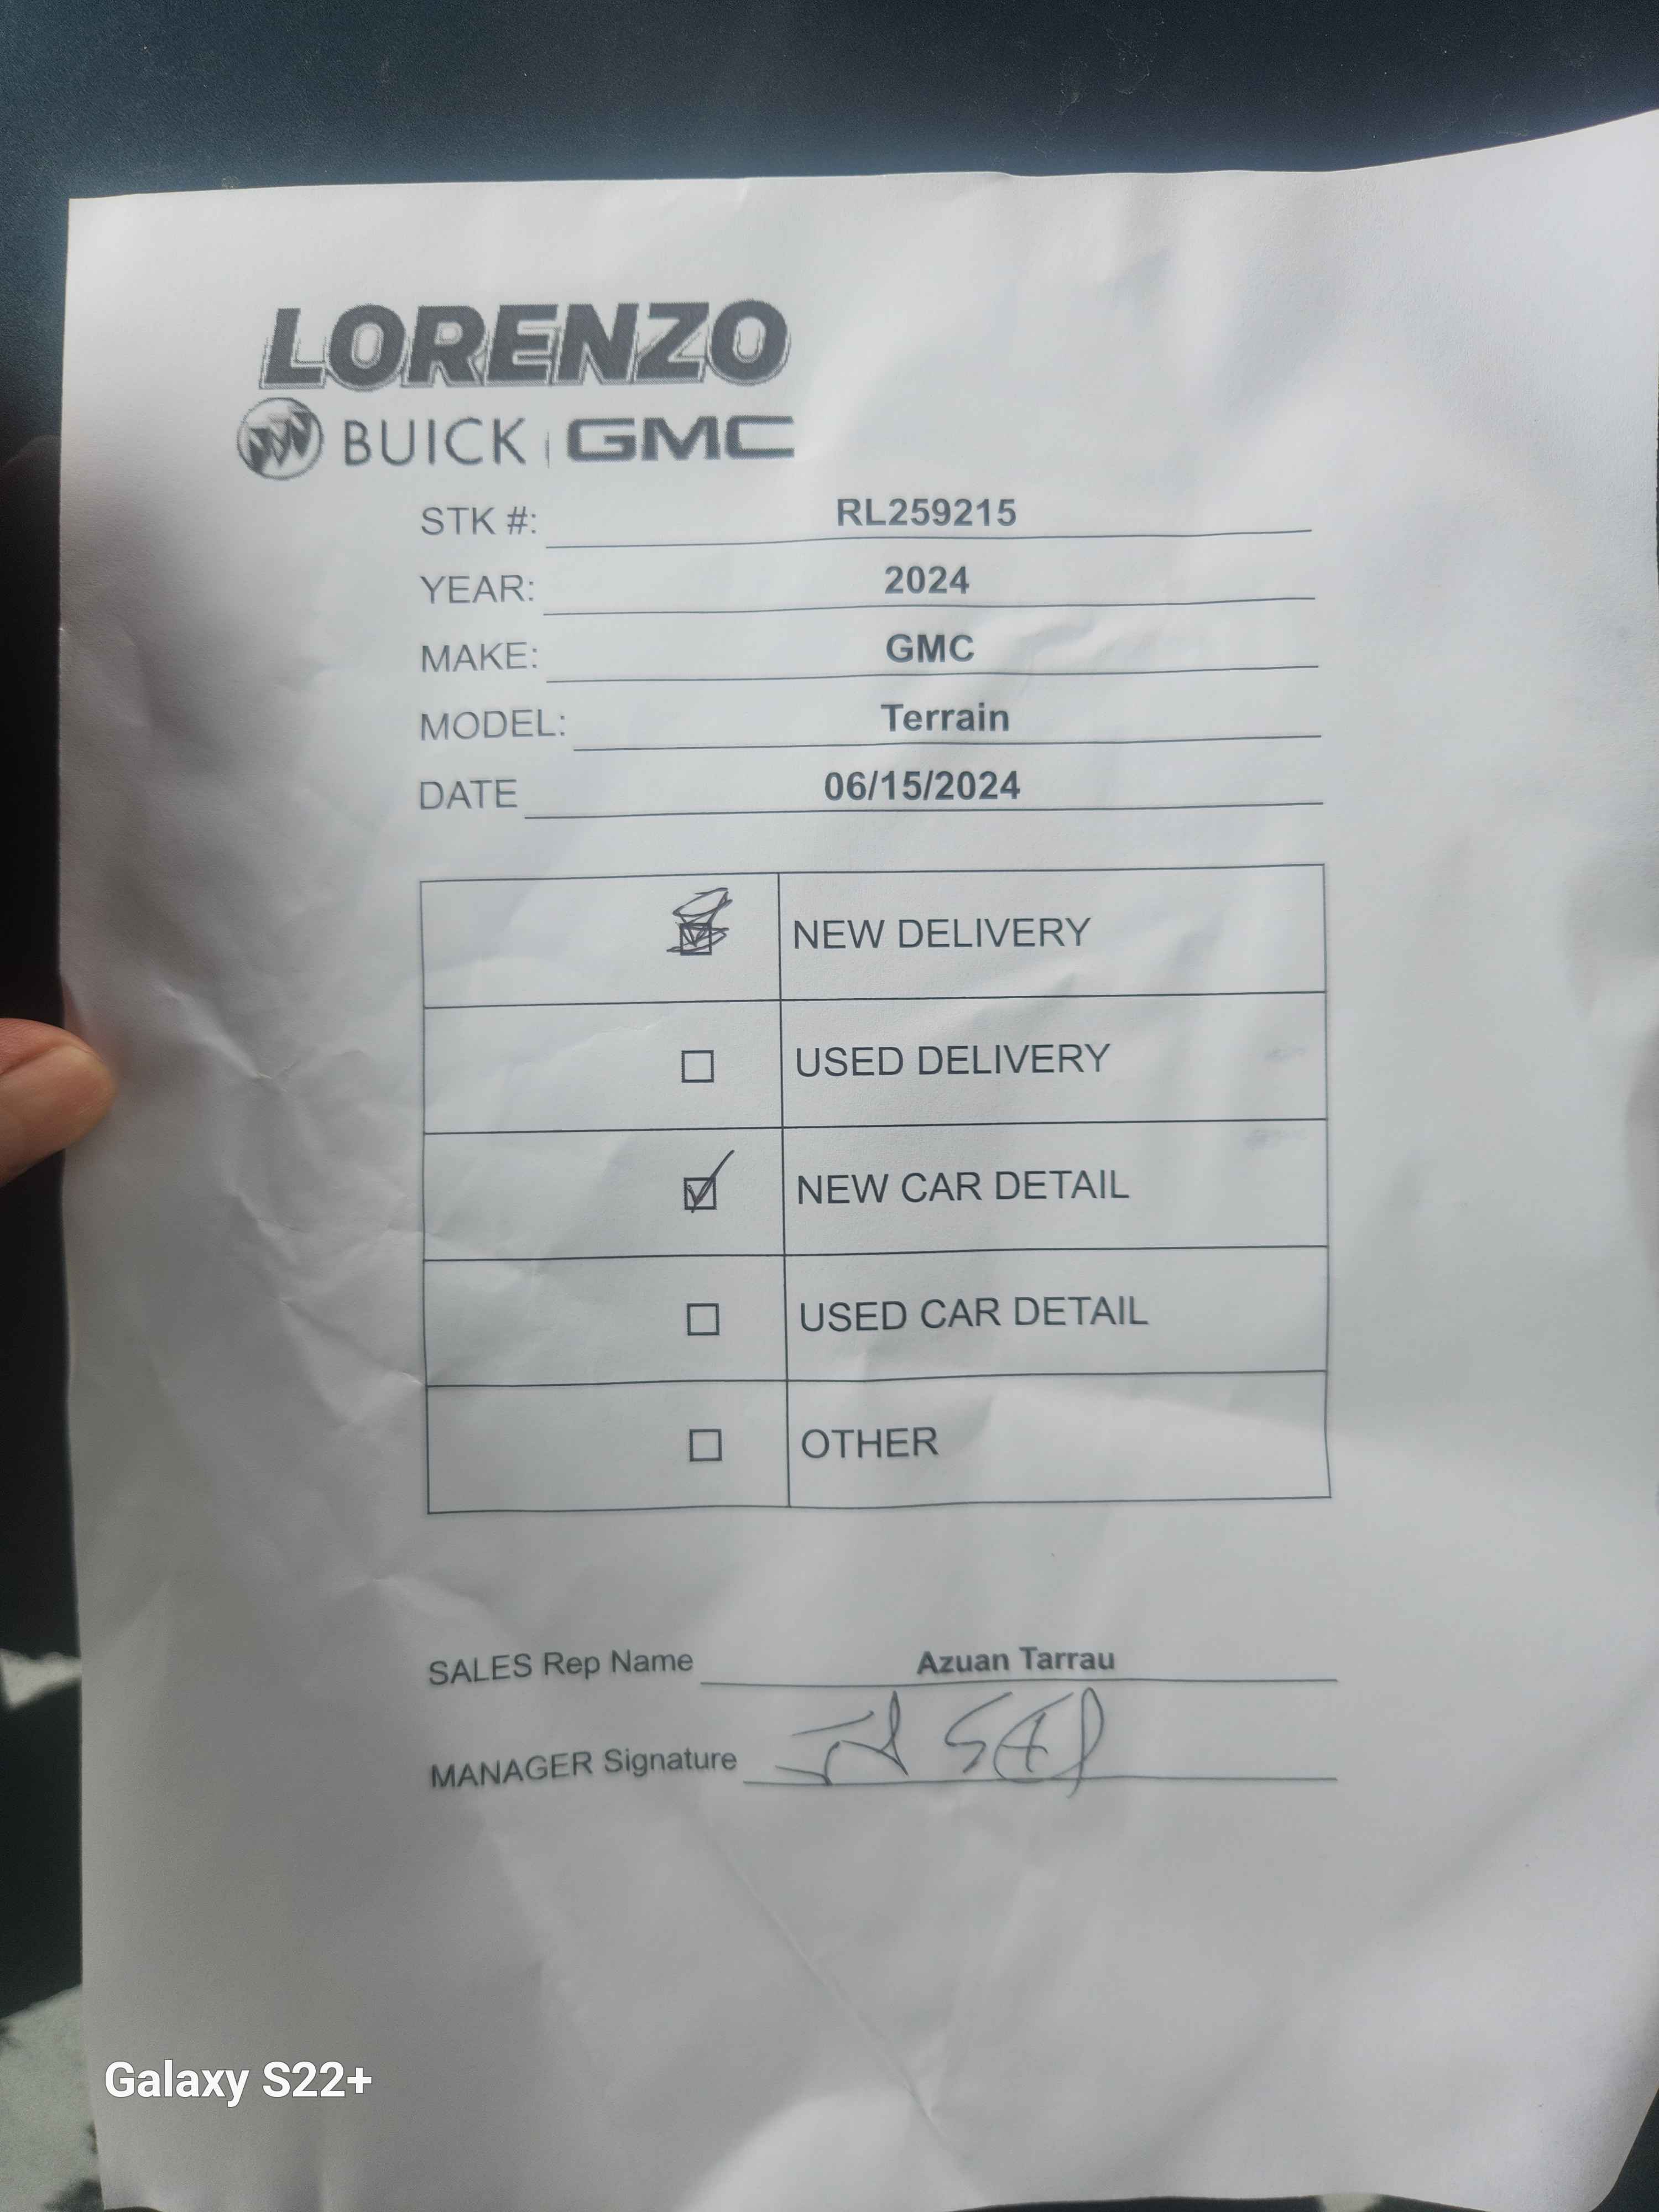 LORENZO
BUICK | GMC
STK #: RL259215
YEAR: 2024
MAKE: GMC
MODEL: Terrain
DATE 06/15/2024
NEW DELIVERY
USED DELIVERY
NEW CAR DETAIL
USED CAR DETAIL
OTHER
SALES Rep Name Azuan Tarrau
MANAGER Signature
Galaxy S22+